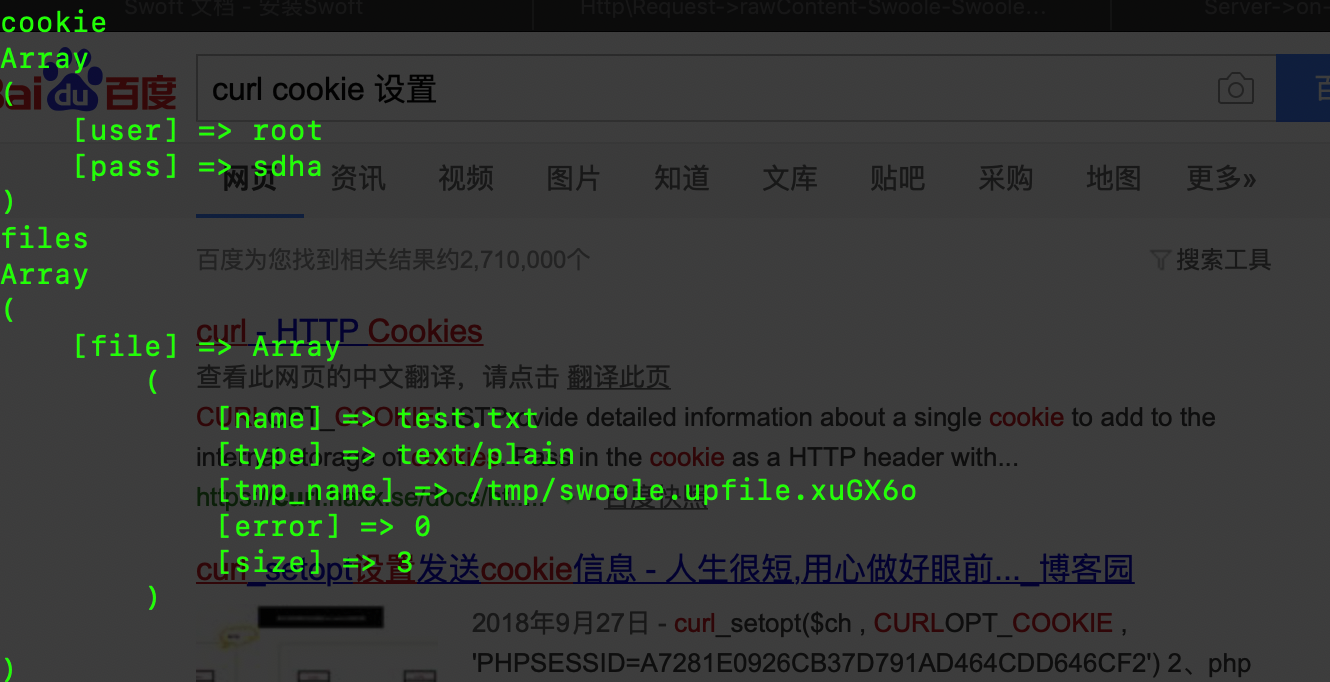 Swoft 文档 - 安装Swoft
Http\Request->rawContent-Swoole-Swoole...
Server->on-
cookie
Array
(
[user] => root
[pass] => sdha
)
files
Array
(
[file] => Array
(
[name] => test.txt
[type] => text/plain
[tmp_name] => /tmp/swoole.upfile.xuGX6o
[error] => 0
[size] => 3
)
)
Bai du 百度
curl cookie 设置
百
网页 资讯 视频 图片 知道 文库 贴吧 采购 地图 更多»
百度为您找到相关结果约2,710,000个
搜索工具
curl - HTTP Cookies
查看此网页的中文翻译，请点击 翻译此页
CURLOPT_COOKIELIST Provide detailed information about a single cookie to add to the
in the cookie as a HTTP header with...
百度快照
curl_setopt设置发送cookie信息 - 人生很短,用心做好眼前..._博客园
2018年9月27日 - curl_setopt($ch , CURLOPT_COOKIE ,
'PHPSESSID=A7281E0926CB37D791AD464CDD646CF2') 2、php